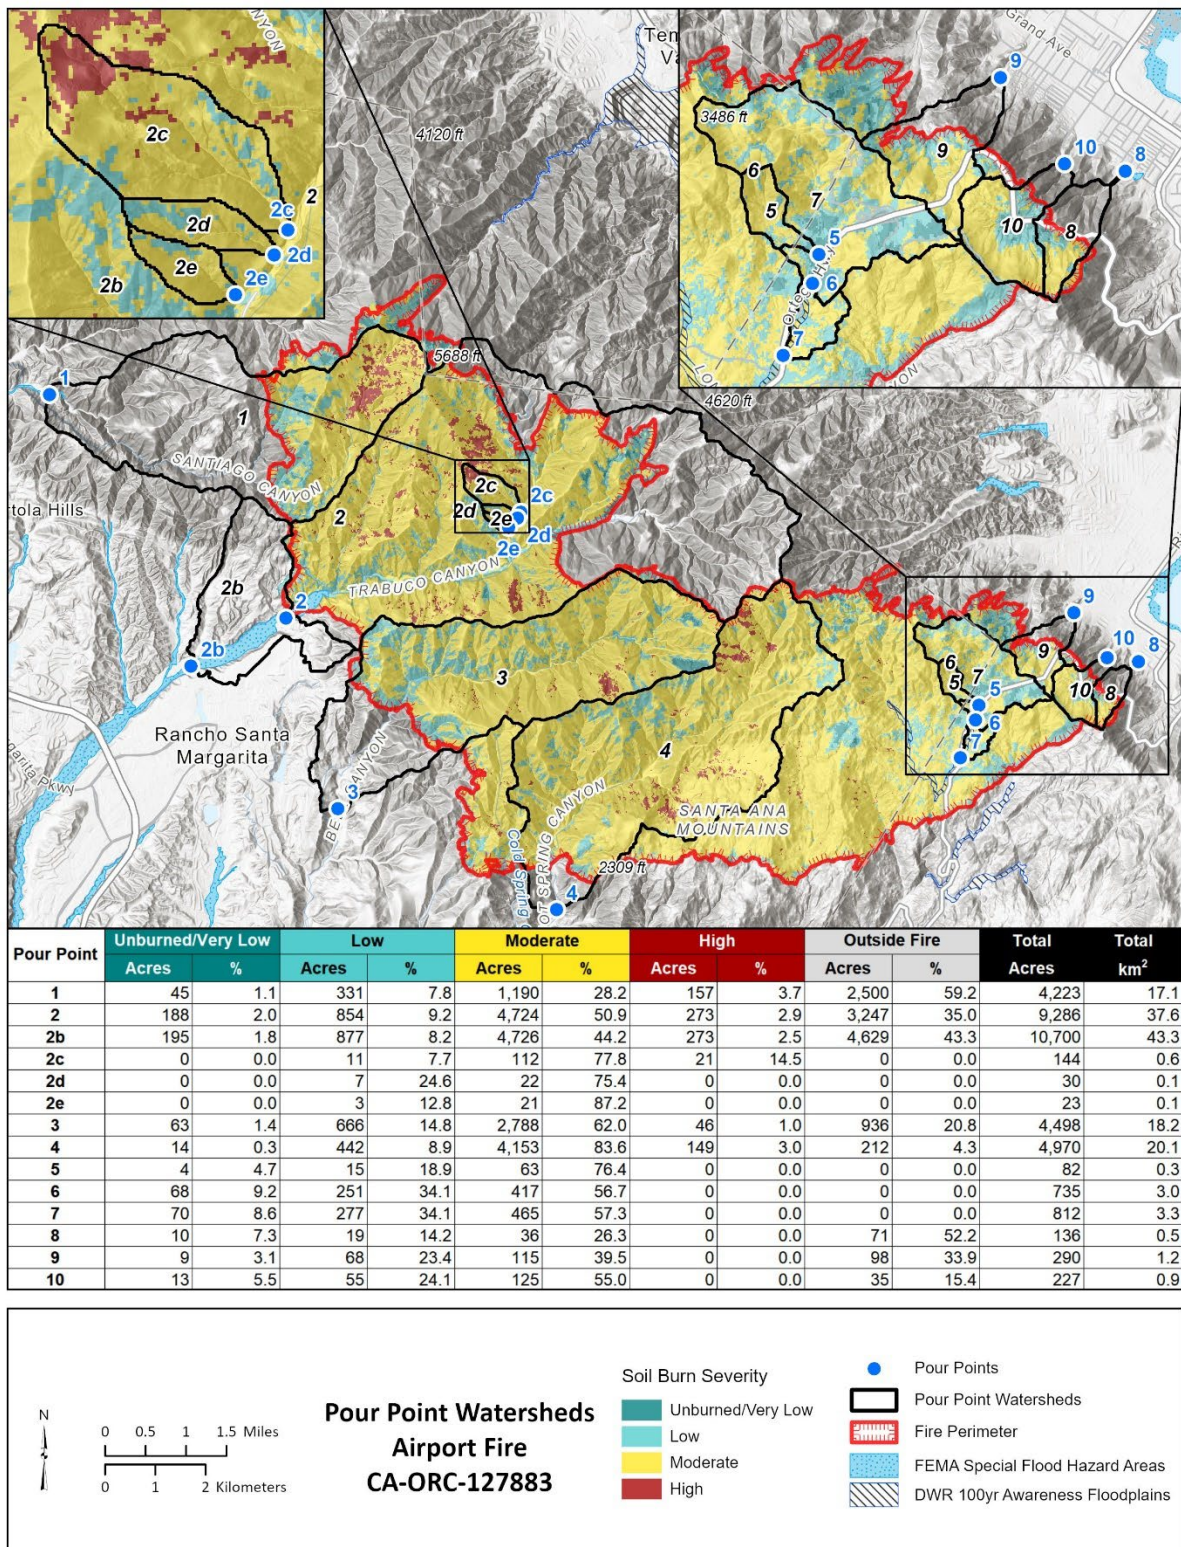 NYON
2c
2
2c
2d
2d
2e
2e
2b
Tem
Va
4120 ft
Grand Ave
9
3486 ft
9
10
8
6
7
5
10
8
5
6
7
5688 ft
4620 ft
1
1
SANTIAGO CANYON
rtola Hills
2
2c
2c
2d
2e
2d
2e
TRABUCO CANYON
2b
2
2b
9
10
8
6
7
9
5
5
10
8
6
7
3
Rancho Santa
Margarita
4
SANTA ANA
MOUNTAINS
3
2309 ft
4
Pour Point Unburned/Very Low Low Moderate High Outside Fire Total Total
Acres % Acres % Acres % Acres % Acres % Acres km²
1 45 1.1 331 7.8 1,190 28.2 157 3.7 2,500 59.2 4,223 17.1
2 188 2.0 854 9.2 4,724 50.9 273 2.9 3,247 35.0 9,286 37.6
2b 195 1.8 877 8.2 4,726 44.2 273 2.5 4,629 43.3 10,700 43.3
2c 0 0.0 11 7.7 112 77.8 21 14.5 0 0.0 144 0.6
2d 0 0.0 7 24.6 22 75.4 0 0.0 0 0.0 30 0.1
2e 0 0.0 3 12.8 21 87.2 0 0.0 0 0.0 23 0.1
3 63 1.4 666 14.8 2,788 62.0 46 1.0 936 20.8 4,498 18.2
4 14 0.3 442 8.9 4,153 83.6 149 3.0 212 4.3 4,970 20.1
5 4 4.7 15 18.9 63 76.4 0 0.0 0 0.0 82 0.3
6 68 9.2 251 34.1 417 56.7 0 0.0 0 0.0 735 3.0
7 70 8.6 277 34.1 465 57.3 0 0.0 0 0.0 812 3.3
8 10 7.3 19 14.2 36 26.3 0 0.0 71 52.2 136 0.5
9 9 3.1 68 23.4 115 39.5 0 0.0 98 33.9 290 1.2
10 13 5.5 55 24.1 125 55.0 0 0.0 35 15.4 227 0.9
N
0 0.5 1 1.5 Miles
0 1 2 Kilometers
Pour Point Watersheds
Airport Fire
CA-ORC-127883
Soil Burn Severity
Unburned/Very Low
Low
Moderate
High
Pour Points
Pour Point Watersheds
Fire Perimeter
FEMA Special Flood Hazard Areas
DWR 100yr Awareness Floodplains